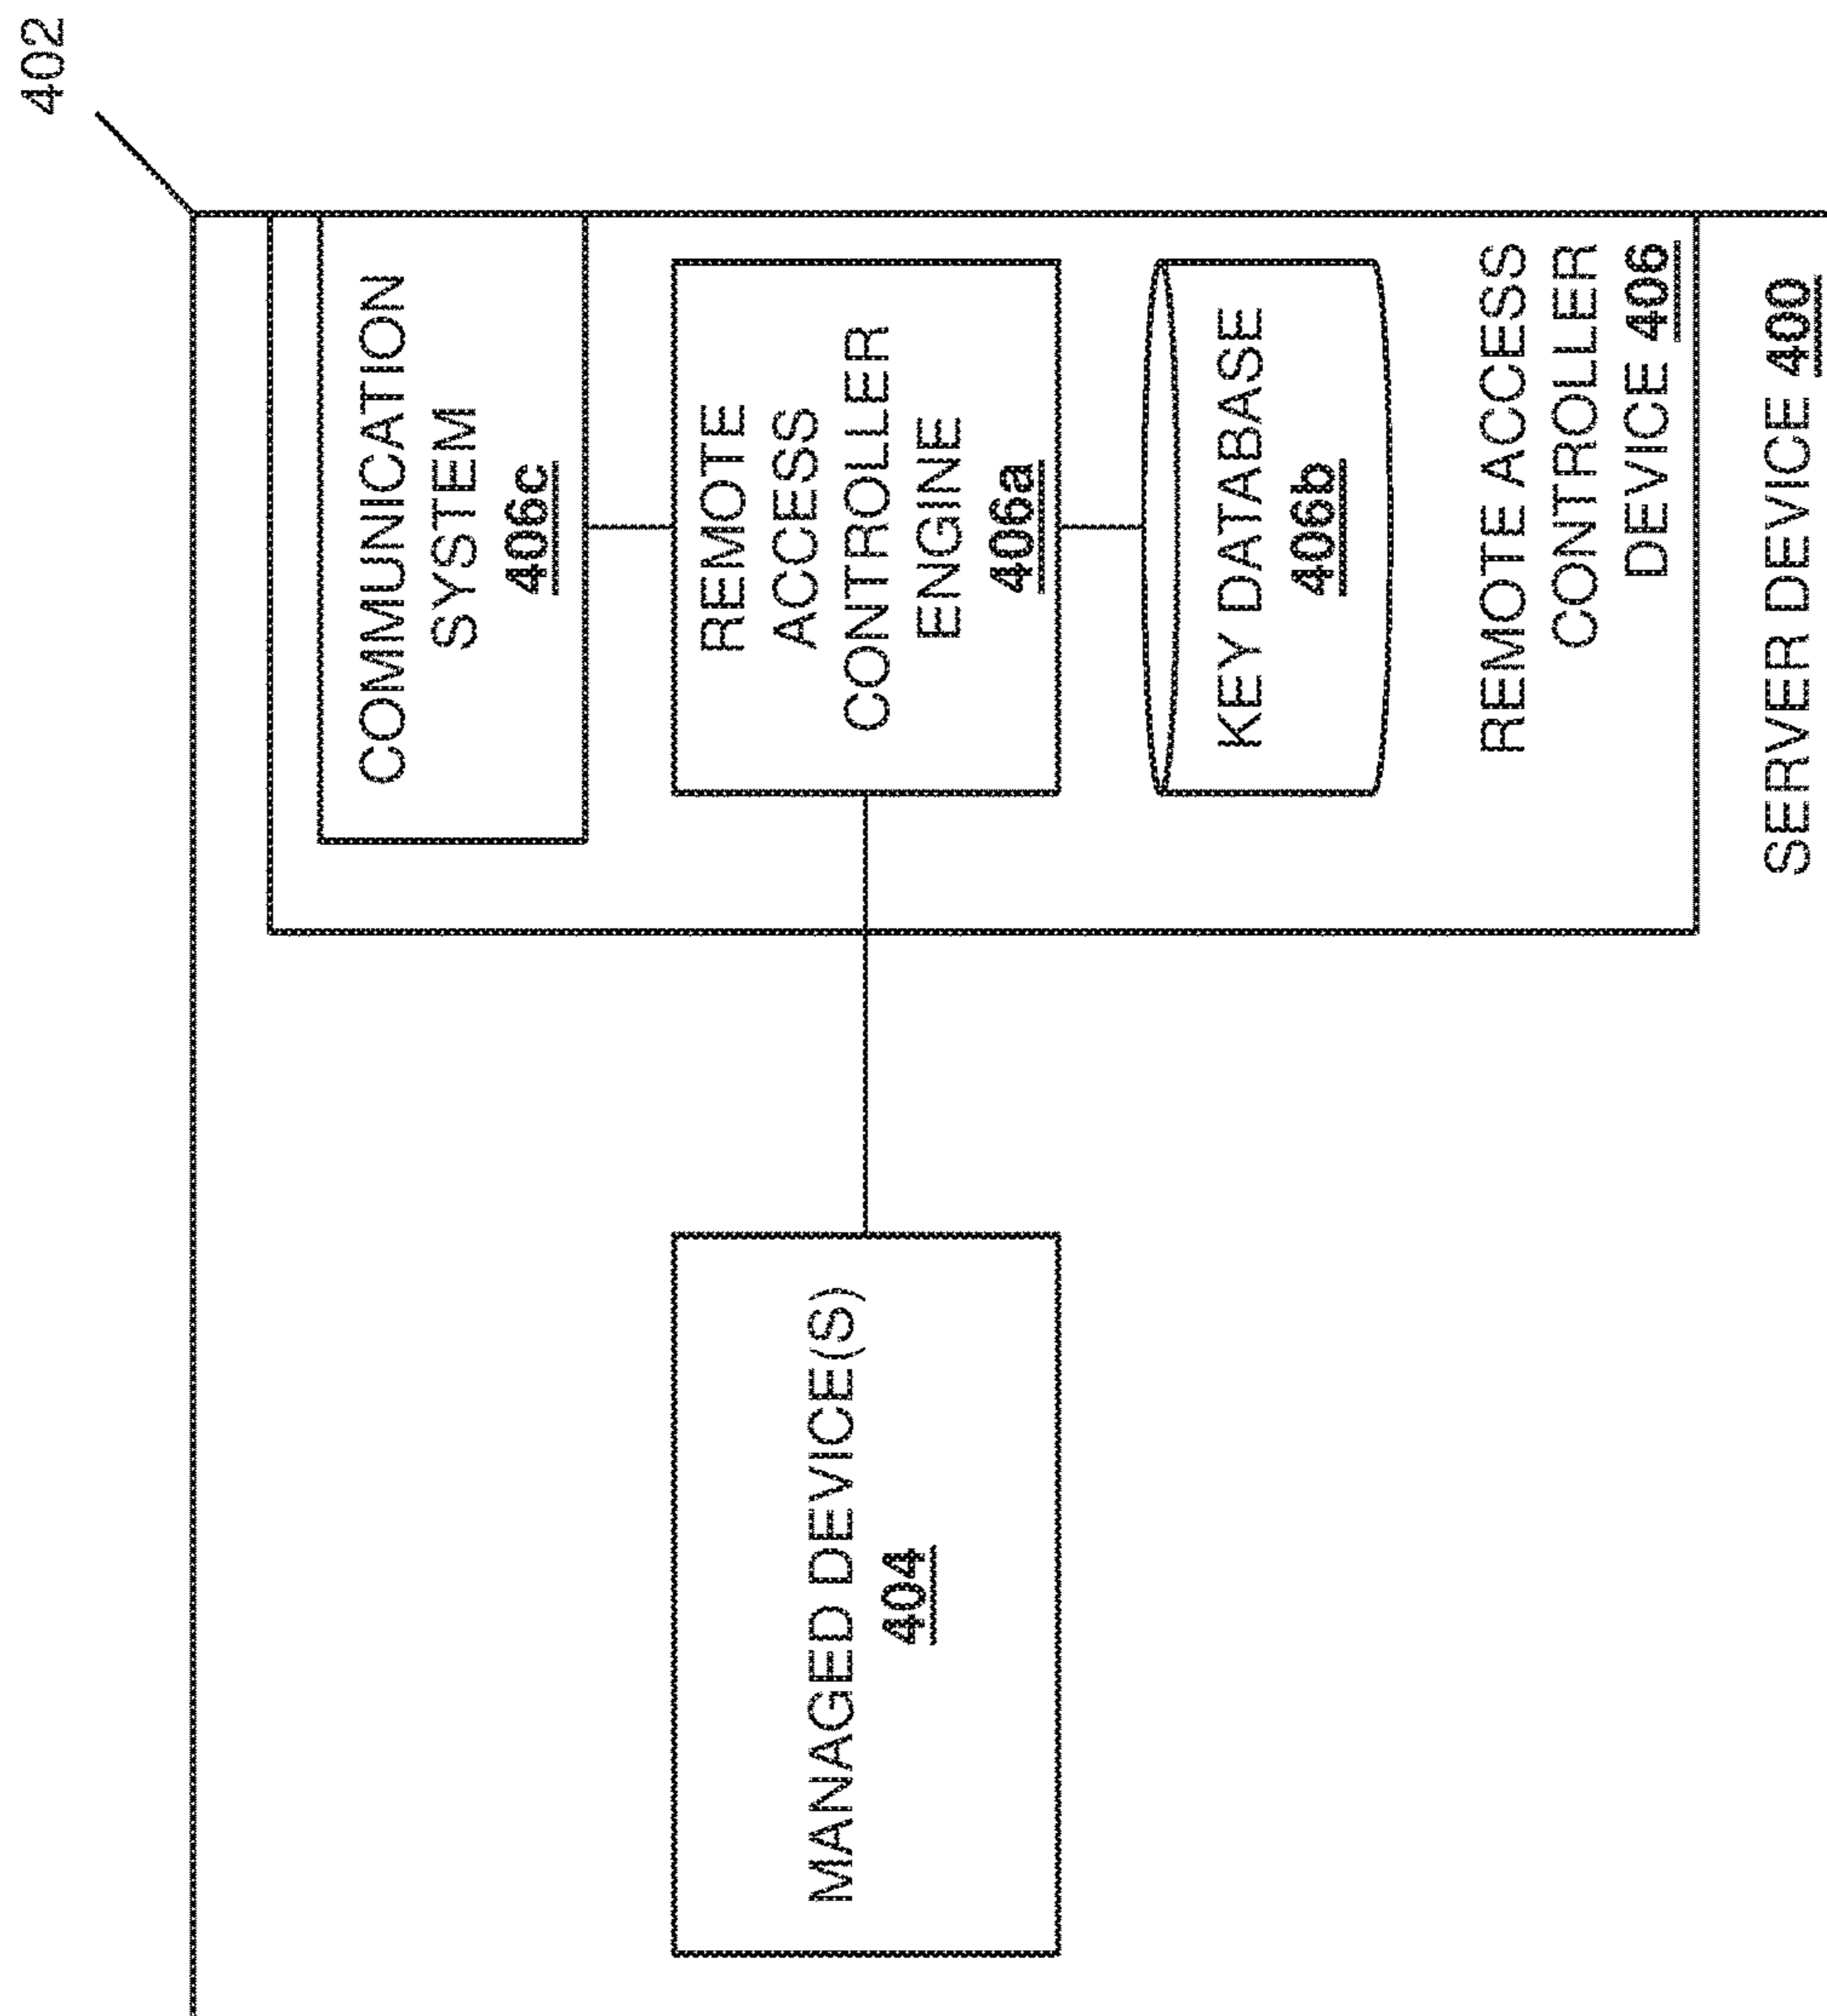 402
COMMUNICATION
SYSTEM
406c
REMOTE
ACCESS
CONTROLLER
ENGINE
406a
KEY DATABASE
406b
REMOTE ACCESS
CONTROLLER
DEVICE 406
MANAGED DEVICE(S)
404
SERVER DEVICE 400